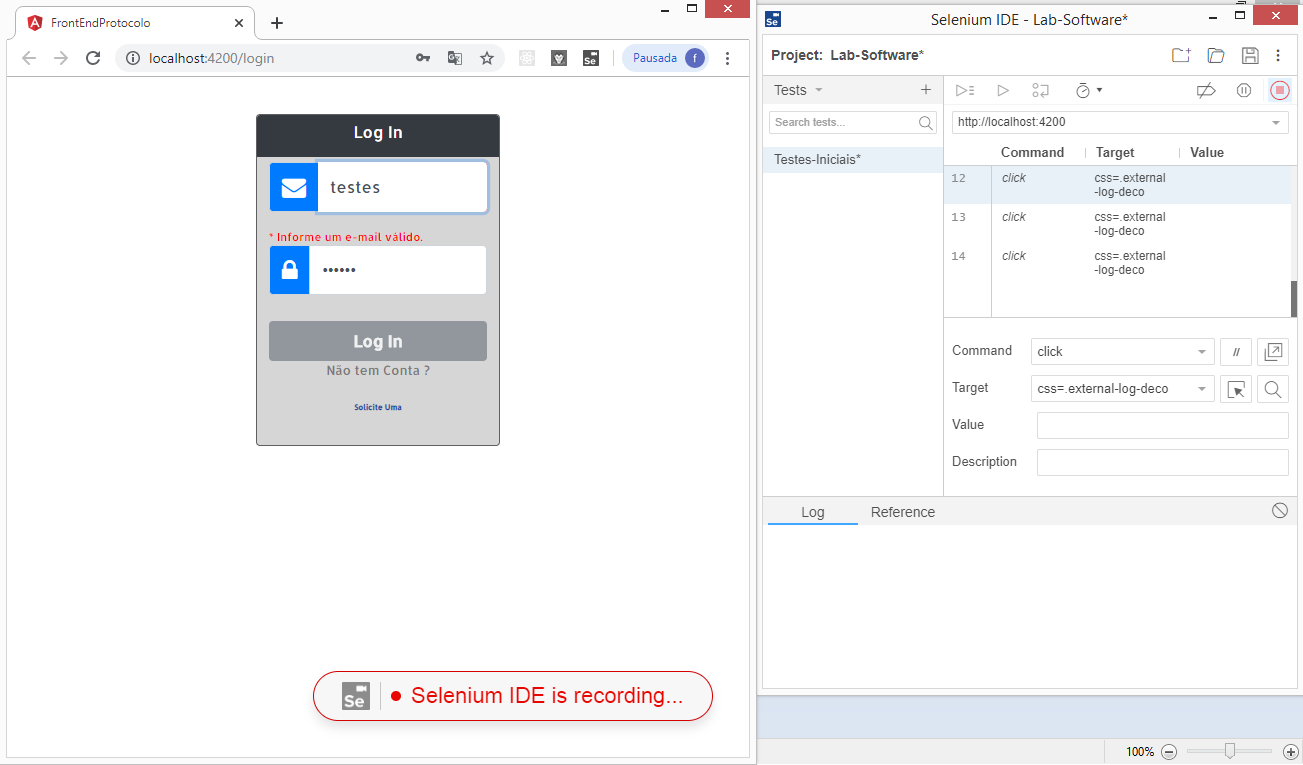 FrontEndProtocolo
localhost:4200/login
Pausada f
Log In
testes
* Informe um e-mail válido.
••••••
Log In
Não tem Conta ?
Solicite Uma
Se
Selenium IDE is recording...
Se
Selenium IDE - Lab-Software*
Project: Lab-Software*
Tests
Search tests...
Testes-Iniciais*
http://localhost:4200
Command Target Value
12 click css=.external
-log-deco
13 click css=.external
-log-deco
14 click css=.external
-log-deco
Command click //
Target css=.external-log-deco
Value
Description
Log Reference
100%